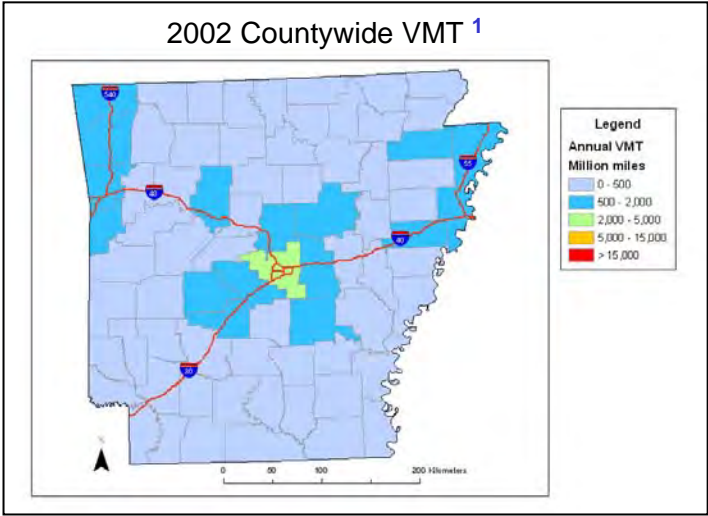 2002 Countywide VMT 1
540
40
55
40
30
Legend
Annual VMT
Million miles
0 - 500
500 - 2,000
2,000 - 5,000
5,000 - 15,000
> 15,000
N
0 50 100 200 Kilometers